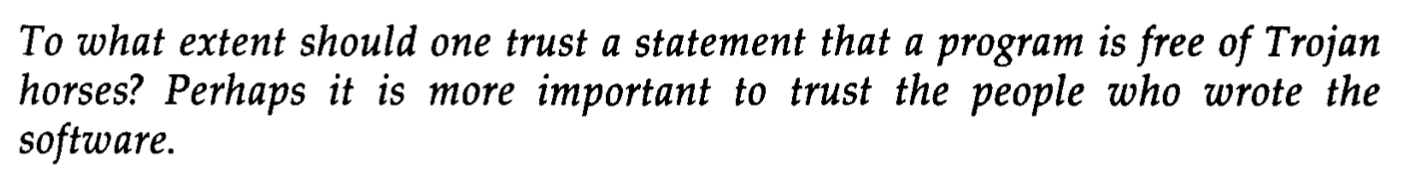 To what extent should one trust a statement that a program is free of Trojan
horses? Perhaps it is more important to trust the people who wrote the
software.